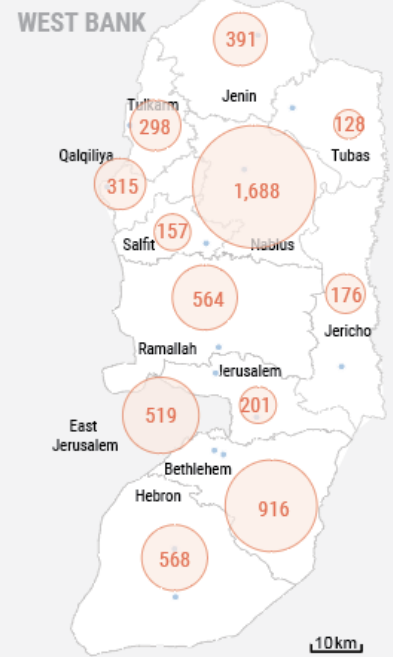 WEST BANK
391
Jenin
Tulkarm
298
128
Tubas
Qalqiliya
315
1,688
157
Salfit
Nablus
564
176
Jericho
Ramallah
Jerusalem
201
519
East
Jerusalem
Bethlehem
Hebron
916
568
10km